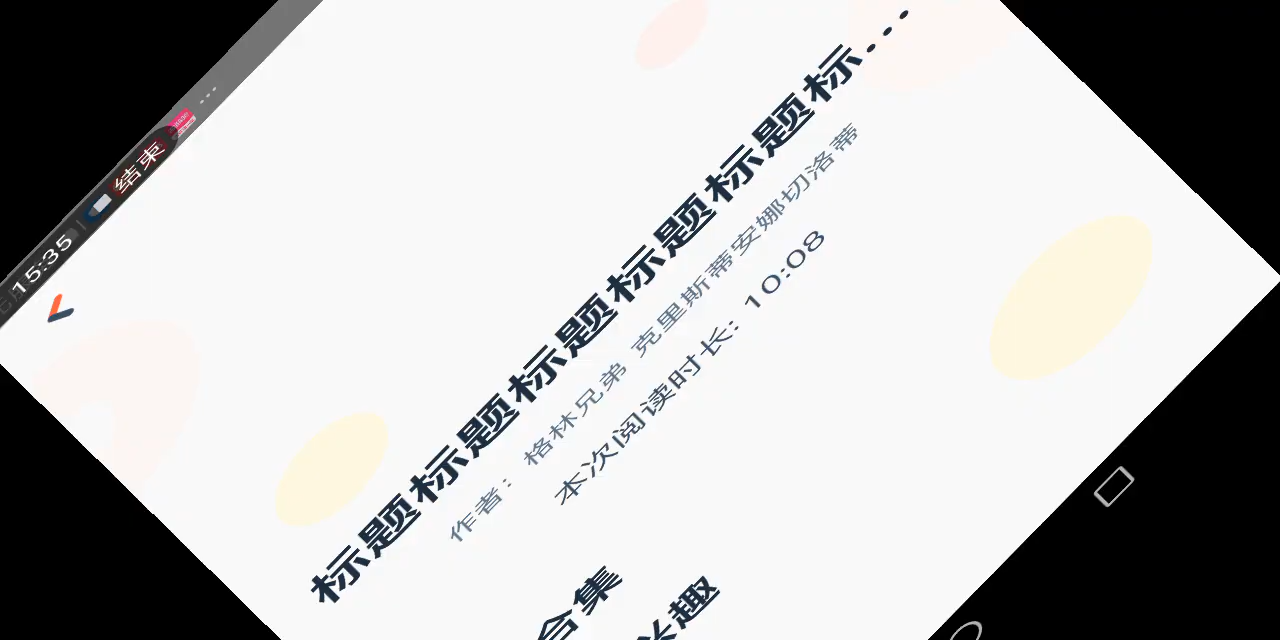 15:35 结束 ...
标题标题标题标题标题标...
作者：格林兄弟 克里斯蒂安娜切洛蒂
本次阅读时长：10:08
合集
趣